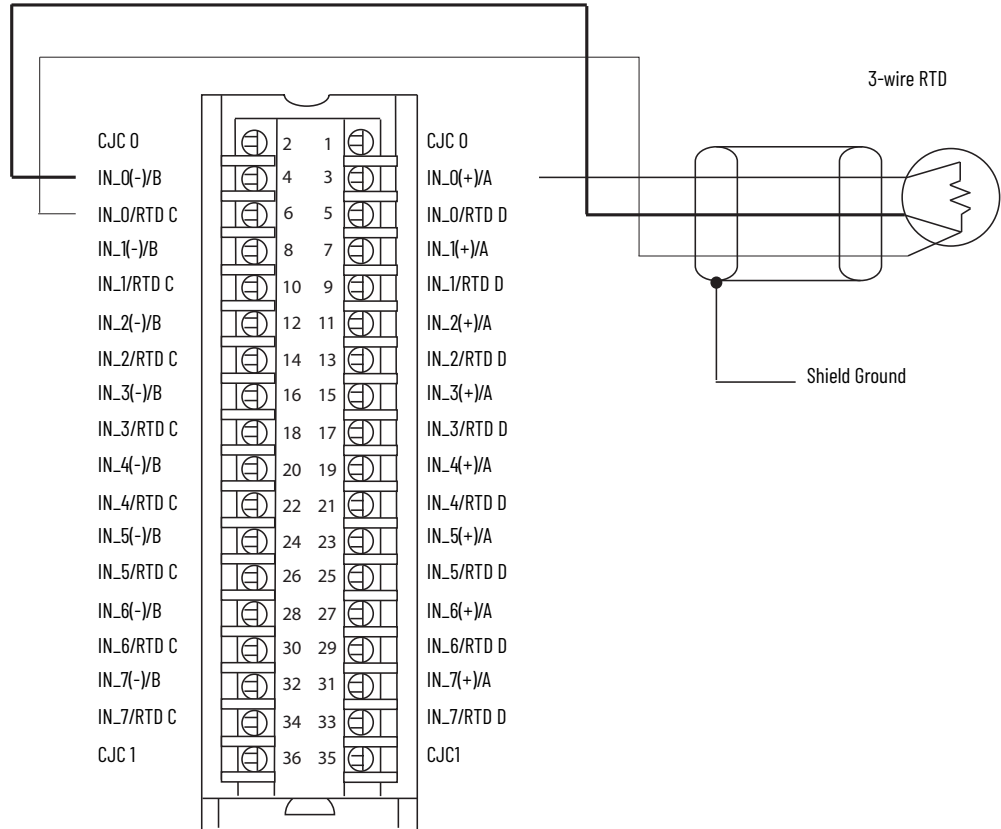 3-wire RTD
CJC 0 2 1 CJC 0
IN_0(-)/B 4 3 IN_0(+)/A
IN_0/RTD C 6 5 IN_0/RTD D
IN_1(-)/B 8 7 IN_1(+)/A
IN_1/RTD C 10 9 IN_1/RTD D
IN_2(-)/B 12 11 IN_2(+)/A
IN_2/RTD C 14 13 IN_2/RTD D
IN_3(-)/B 16 15 IN_3(+)/A
IN_3/RTD C 18 17 IN_3/RTD D
IN_4(-)/B 20 19 IN_4(+)/A
IN_4/RTD C 22 21 IN_4/RTD D
IN_5(-)/B 24 23 IN_5(+)/A
IN_5/RTD C 26 25 IN_5/RTD D
IN_6(-)/B 28 27 IN_6(+)/A
IN_6/RTD C 30 29 IN_6/RTD D
IN_7(-)/B 32 31 IN_7(+)/A
IN_7/RTD C 34 33 IN_7/RTD D
CJC 1 36 35 CJC1
Shield Ground